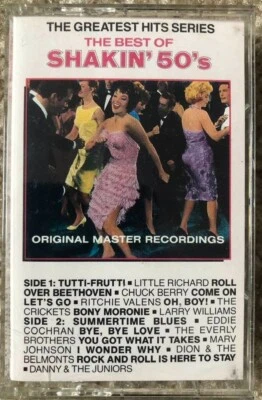 THE GREATEST HITS SERIES
THE BEST OF
SHAKIN' 50's
ORIGINAL MASTER RECORDINGS
SIDE 1: TUTTI-FRUTTI • LITTLE RICHARD ROLL
OVER BEETHOVEN • CHUCK BERRY COME ON
LET'S GO • RITCHIE VALENS OH, BOY! • THE
CRICKETS BONY MORONIE • LARRY WILLIAMS
SIDE 2: SUMMERTIME BLUES • EDDIE
COCHRAN BYE, BYE LOVE • THE EVERLY
BROTHERS YOU GOT WHAT IT TAKES • MARV
JOHNSON I WONDER WHY • DION & THE
BELMONTS ROCK AND ROLL IS HERE TO STAY
• DANNY & THE JUNIORS